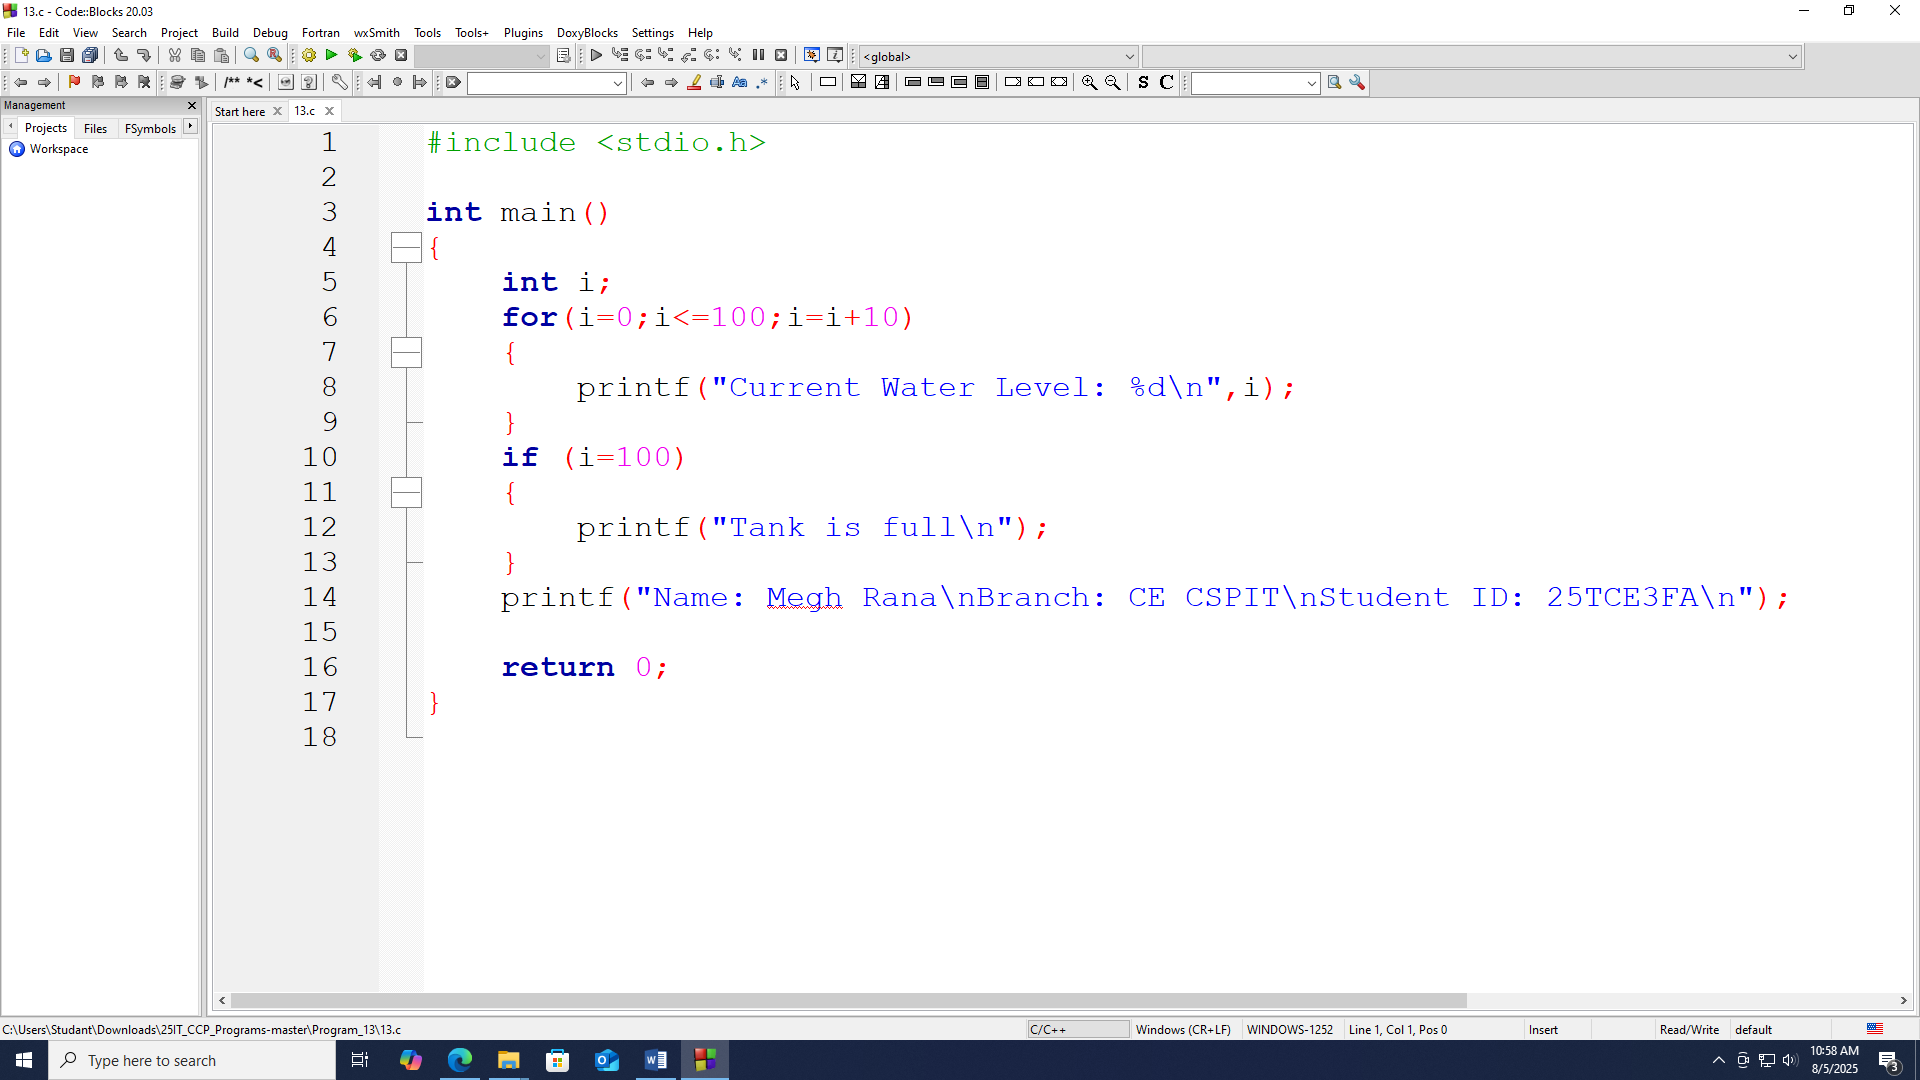 13.c - Code::Blocks 20.03
File Edit View Search Project Build Debug Fortran wxSmith Tools Tools+ Plugins DoxyBlocks Settings Help
<global>
/** *< Aa .* S C
Management
Start here 13.c
Projects Files FSymbols
Workspace
1 #include <stdio.h>
2
3 int main()
4 {
5 int i;
6 for(i=0;i<=100;i=i+10)
7 {
8 printf("Current Water Level: %d\n",i);
9 }
10 if (i=100)
11 {
12 printf("Tank is full\n");
13 }
14 printf("Name: Megh Rana\nBranch: CE CSPIT\nStudent ID: 25TCE3FA\n");
15
16 return 0;
17 }
18
C:\Users\Studant\Downloads\25IT_CCP_Programs-master\Program_13\13.c C/C++ Windows (CR+LF) WINDOWS-1252 Line 1, Col 1, Pos 0 Insert Read/Write default
Type here to search
10:58 AM
8/5/2025
3